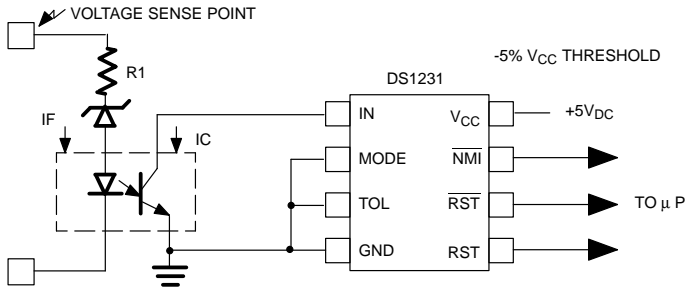 VOLTAGE SENSE POINT
-5% VCC THRESHOLD
R1
DS1231
IF
IC
IN
VCC
+5VDC
MODE
NMI
TOL
RST
TO μ P
GND
RST